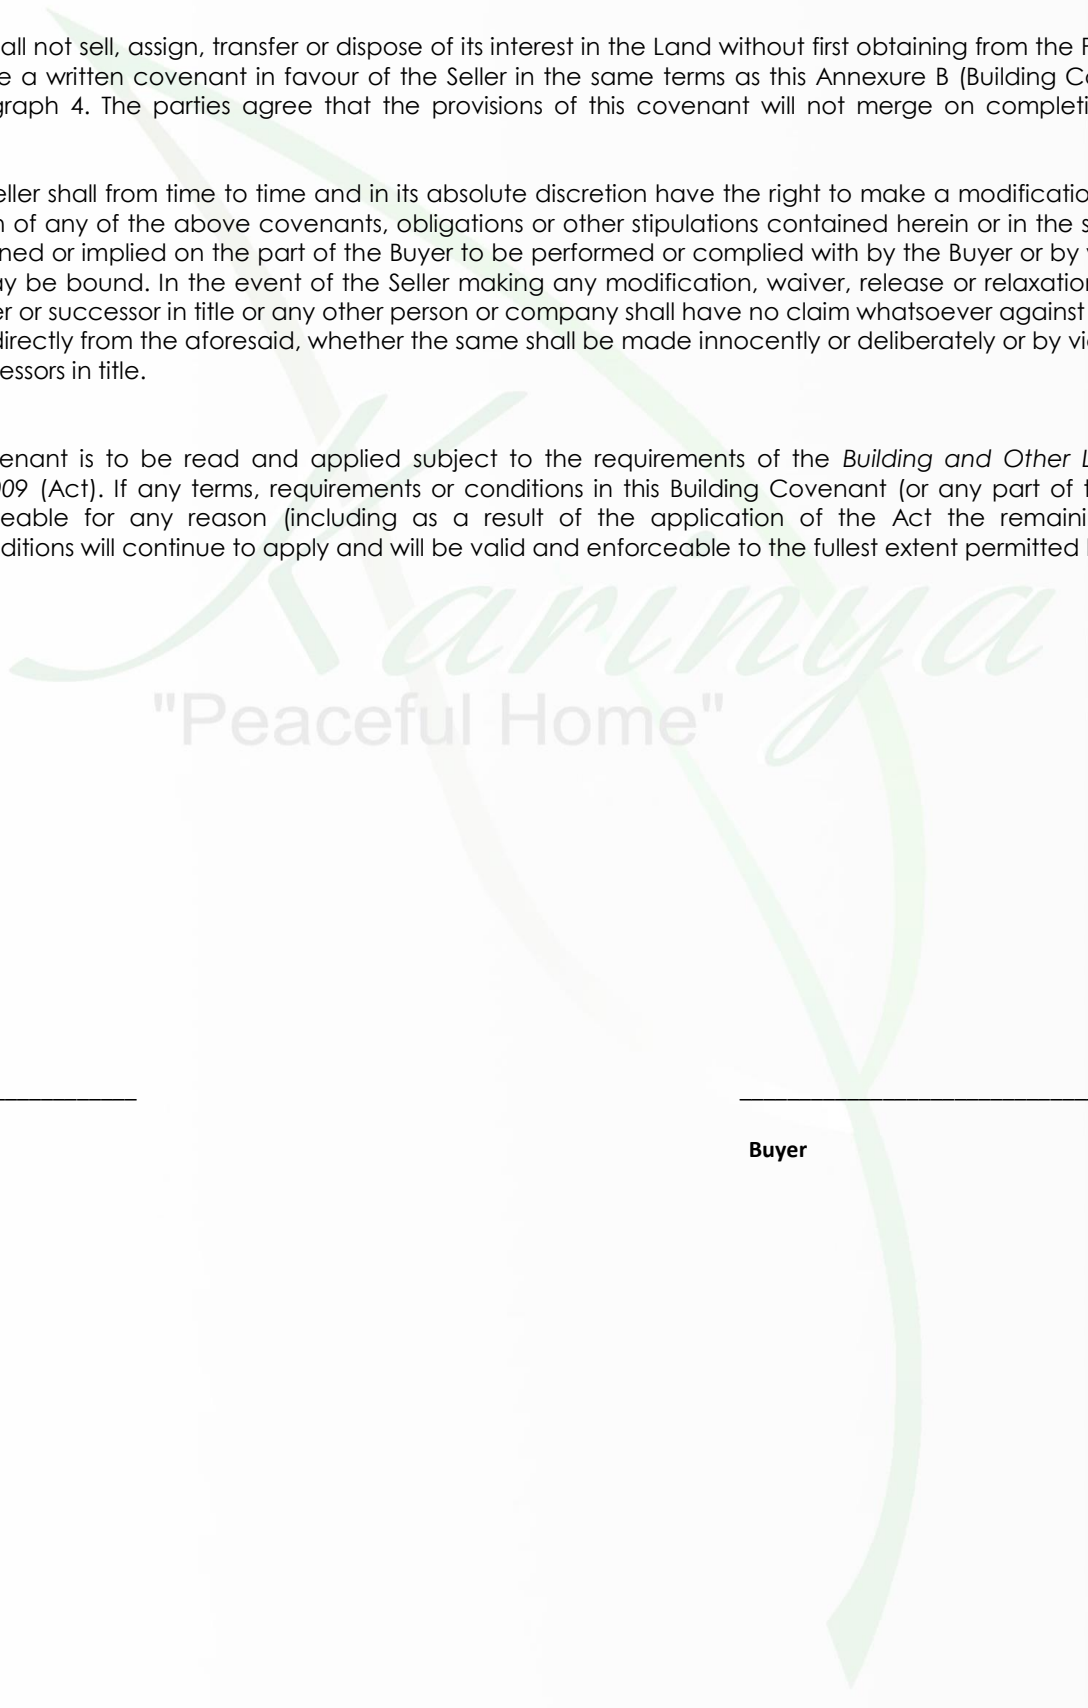 all not sell, assign, transfer or dispose of its interest in the Land without first obtaining from the
e a written covenant in favour of the Seller in the same terms as this Annexure B (Building
graph 4. The parties agree that the provisions of this covenant will not merge on completi
eller shall from time to time and in its absolute discretion have the right to make a modificatio
of any of the above covenants, obligations or other stipulations contained herein or in the s
ned or implied on the part of the Buyer to be performed or complied with by the Buyer or by
ay be bound. In the event of the Seller making any modification, waiver, release or relaxation
er or successor in title or any other person or company shall have no claim whatsoever against
directly from the aforesaid, whether the same shall be made innocently or deliberately or by vi
essors in title.
enant is to be read and applied subject to the requirements of the Building and Other L
009 (Act). If any terms, requirements or conditions in this Building Covenant (or any part of t
eable for any reason (including as a result of the application of the Act the remaini
ditions will continue to apply and will be valid and enforceable to the fullest extent permitted
Karinya
"Peaceful Home"
Buyer